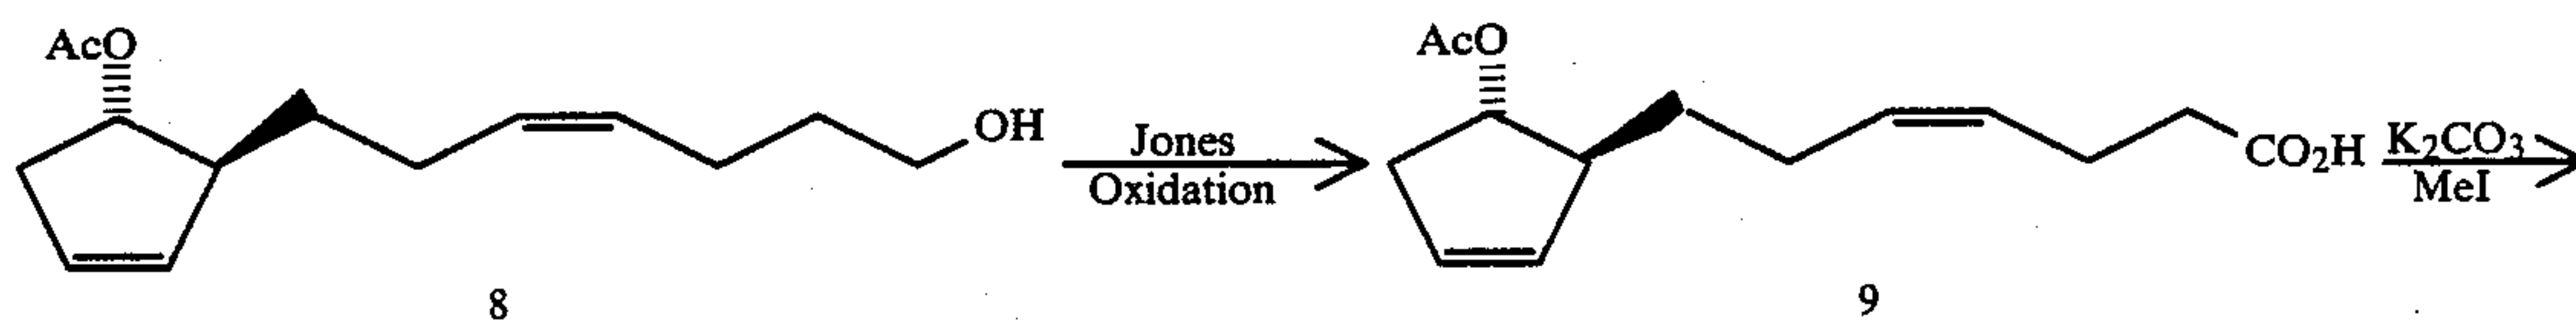 AcO
OH
Jones
Oxidation
8
AcO
CO₂H
9
K₂CO₃
MeI